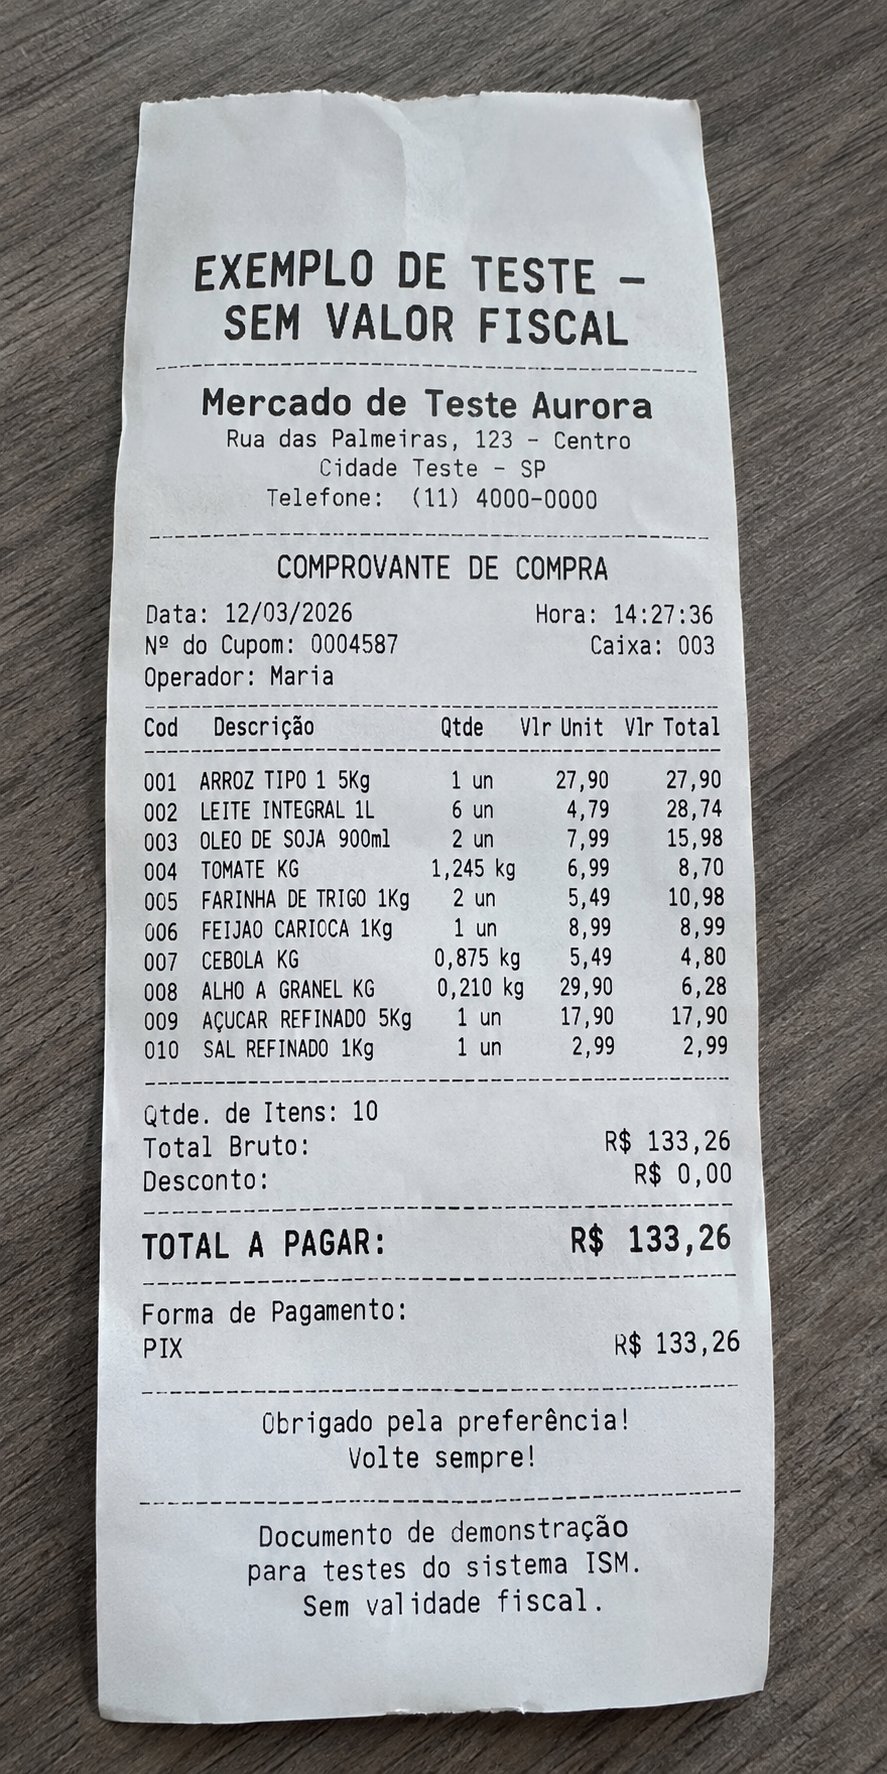 EXEMPLO DE TESTE –
SEM VALOR FISCAL
Mercado de Teste Aurora
Rua das Palmeiras, 123 - Centro
Cidade Teste - SP
Telefone: (11) 4000-0000
COMPROVANTE DE COMPRA
Data: 12/03/2026 Hora: 14:27:36
Nº do Cupom: 0004587 Caixa: 003
Operador: Maria
Cod Descrição Qtde Vlr Unit Vlr Total
001 ARROZ TIPO 1 5Kg 1 un 27,90 27,90
002 LEITE INTEGRAL 1L 6 un 4,79 28,74
003 OLEO DE SOJA 900ml 2 un 7,99 15,98
004 TOMATE KG 1,245 kg 6,99 8,70
005 FARINHA DE TRIGO 1Kg 2 un 5,49 10,98
006 FEIJAO CARIOCA 1Kg 1 un 8,99 8,99
007 CEBOLA KG 0,875 kg 5,49 4,80
008 ALHO A GRANEL KG 0,210 kg 29,90 6,28
009 AÇUCAR REFINADO 5Kg 1 un 17,90 17,90
010 SAL REFINADO 1Kg 1 un 2,99 2,99
Qtde. de Itens: 10
Total Bruto: R$ 133,26
Desconto: R$ 0,00
TOTAL A PAGAR: R$ 133,26
Forma de Pagamento:
PIX R$ 133,26
Obrigado pela preferência!
Volte sempre!
Documento de demonstração
para testes do sistema ISM.
Sem validade fiscal.